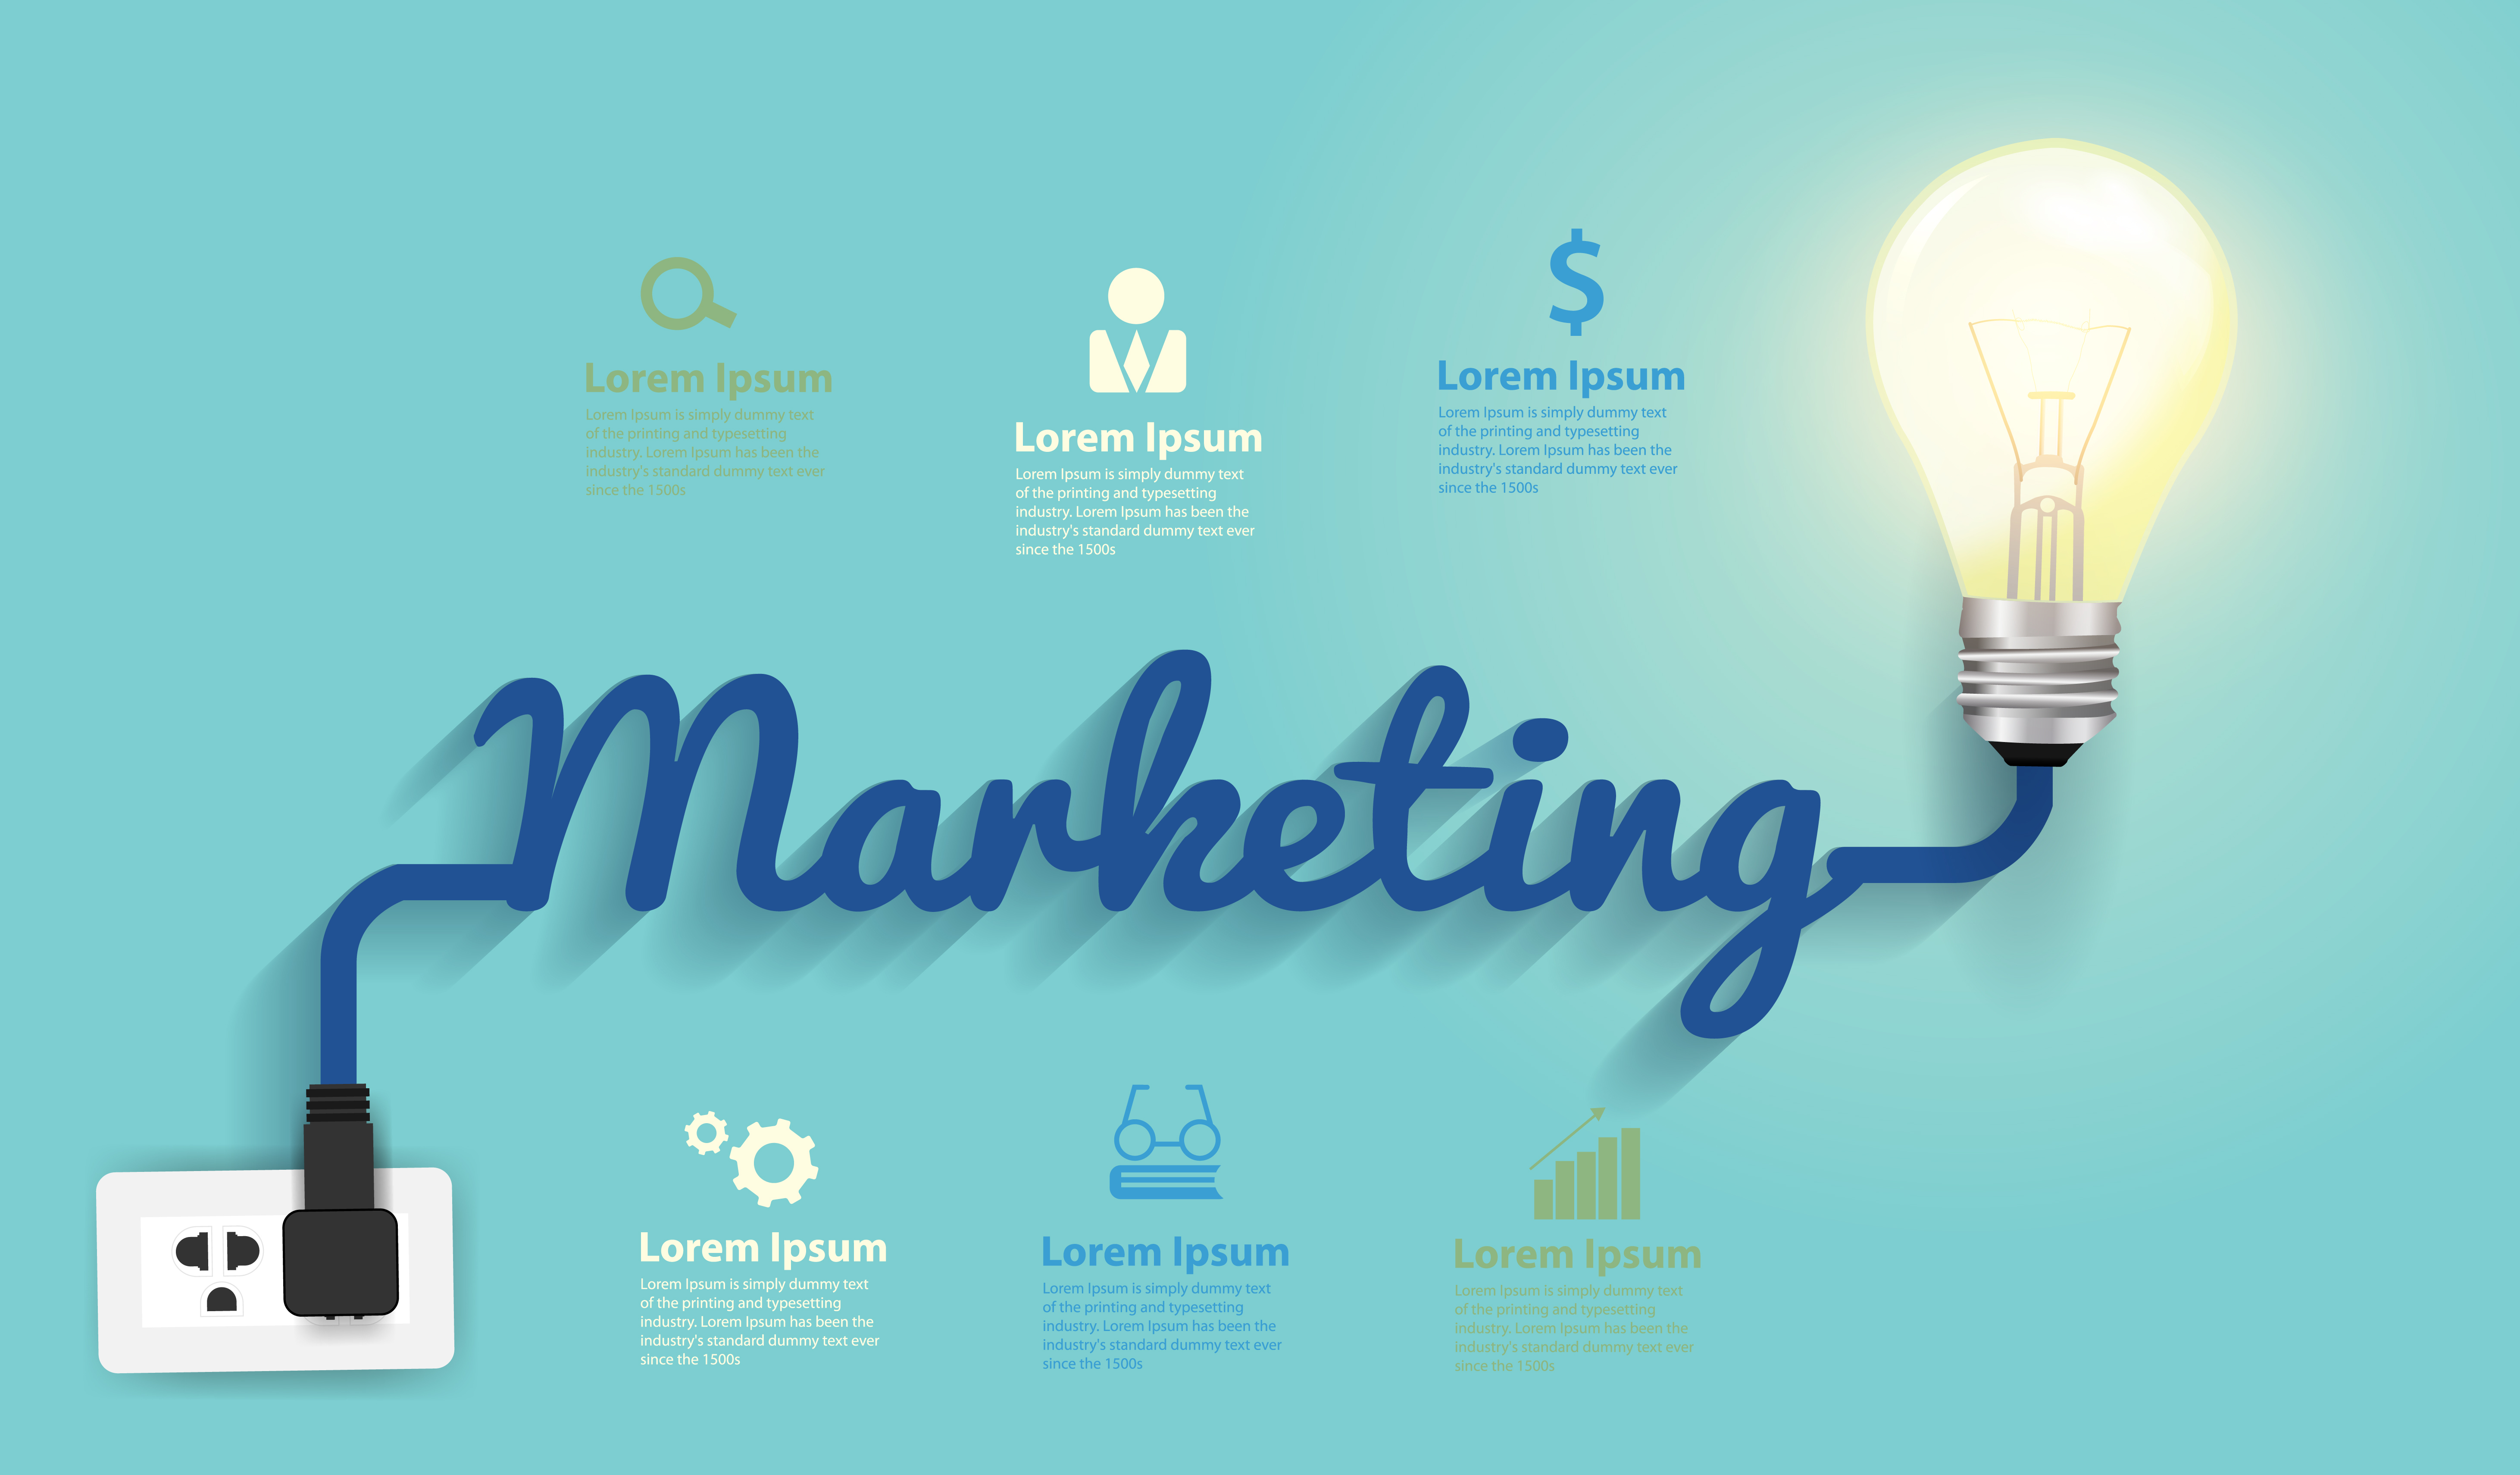 $
Lorem Ipsum
Lorem Ipsum is simply dummy text
of the printing and typesetting
industry. Lorem Ipsum has been the
industry's standard dummy text ever
since the 1500s
Lorem Ipsum
Lorem Ipsum is simply dummy text
of the printing and typesetting
industry. Lorem Ipsum has been the
industry's standard dummy text ever
since the 1500s
Lorem Ipsum
Lorem Ipsum is simply dummy text
of the printing and typesetting
industry. Lorem Ipsum has been the
industry's standard dummy text ever
since the 1500s
Marketing
Lorem Ipsum
Lorem Ipsum is simply dummy text
of the printing and typesetting
industry. Lorem Ipsum has been the
industry's standard dummy text ever
since the 1500s
Lorem Ipsum
Lorem Ipsum is simply dummy text
of the printing and typesetting
industry. Lorem Ipsum has been the
industry's standard dummy text ever
since the 1500s
Lorem Ipsum
Lorem Ipsum is simply dummy text
of the printing and typesetting
industry. Lorem Ipsum has been the
industry's standard dummy text ever
since the 1500s